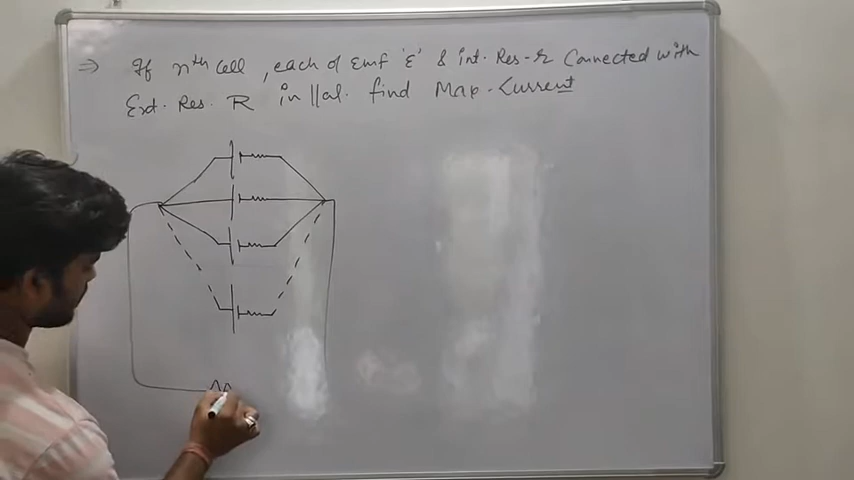 ⇒ If nth cell, each of Emf 'ε' & int. Res-r Connected with
Ext. Res. R in ||al. find Max. Current